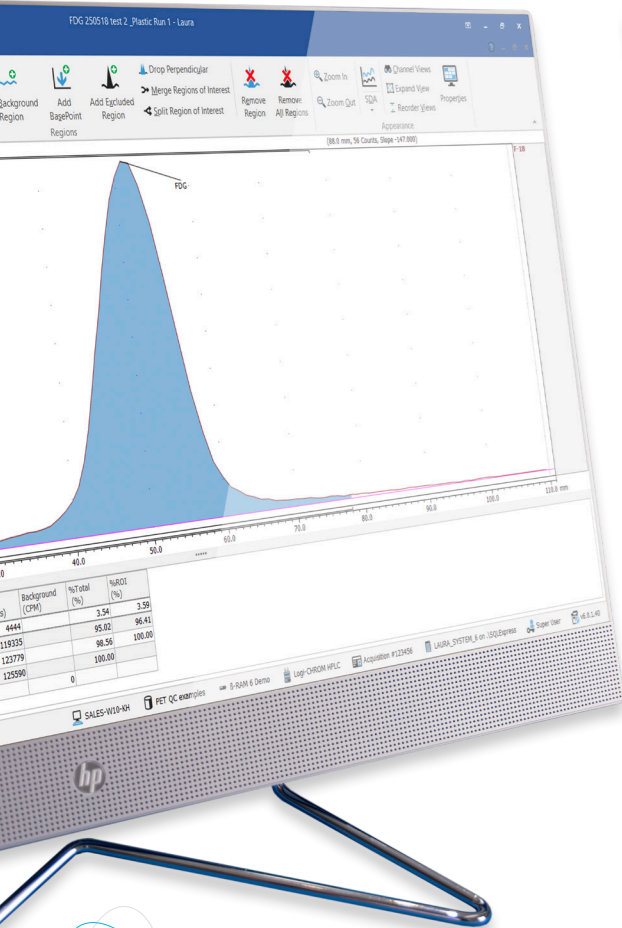 FDG 250518 test 2 _Plastic Run 1 - Laura
Background Region
Add BasePoint
Add Excluded Region
Drop Perpendicular
Merge Regions of Interest
Split Region of Interest
Regions
Remove Region
Remove All Regions
Zoom In
Zoom Out
SDA
Channel Views
Expand View
Reorder Views
Properties
Appearance
(88.0 mm, 56 Counts, Slope -147.000)
F-18
FDG
40.0 50.0 60.0 70.0 80.0 90.0 100.0 110.0 mm
Background (CPM) %Total (%) %ROI (%)
4444 3.54 3.59
119335 95.02 96.41
123779 98.56 100.00
125590 100.00
0
SALES-W10-KH PET QC examples β-RAM 6 Demo Logi-CHROM HPLC Acquisition #123456 LAURA_SYSTEM_6 on .\SQLExpress Super User v6.0.1.40
hp